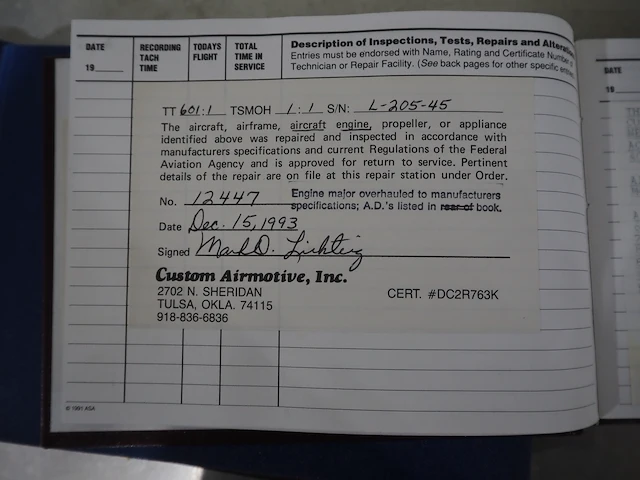 DATE RECORDING TODAYS TOTAL Description of Inspections, Tests, Repairs and Alterations
TACH FLIGHT TIME IN Entries must be endorsed with Name, Rating and Certificate Number
19___ TIME SERVICE Technician or Repair Facility. (See back pages for other specific
DATE
19
TT 601:1 TSMOH 1:1 S/N: L-205-45
The aircraft, airframe, aircraft engine, propeller, or appliance
identified above was repaired and inspected in accordance with
manufacturers specifications and current Regulations of the Federal
Aviation Agency and is approved for return to service. Pertinent
details of the repair are on file at this repair station under Order.
No. 12447 Engine major overhauled to manufacturers
specifications; A.D.'s listed in rear of book.
Date Dec. 15, 1993
Signed Mark D. Lichtig
Custom Airmotive, Inc.
2702 N. SHERIDAN CERT. #DC2R763K
TULSA, OKLA. 74115
918-836-6836
© 1991 ASA